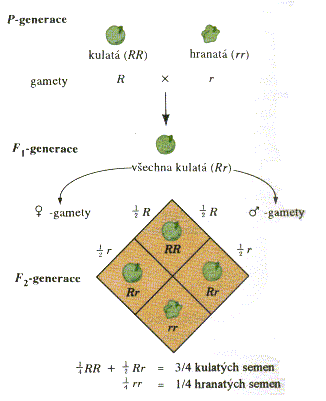 P-generace
kulatá (RR) hranatá (rr)
gamety R × r
F₁-generace
všechna kulatá (Rr)
♀ -gamety ½ R ½ R ♂ -gamety
½ r RR ½ r
F₂-generace
Rr Rr
rr
¼ RR + ½ Rr = 3/4 kulatých semen
¼ rr = 1/4 hranatých semen